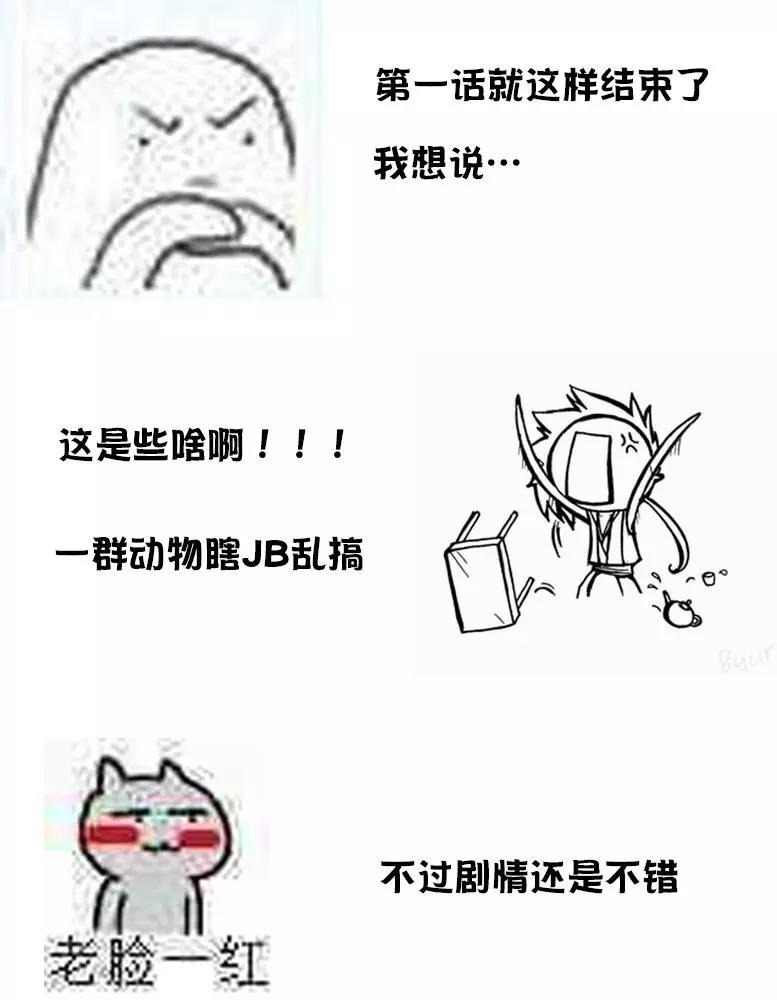 第一话就这样结束了
我想说…
这是些啥啊！！！
一群动物瞎JB乱搞
Byur
不过剧情还是不错
老脸一红